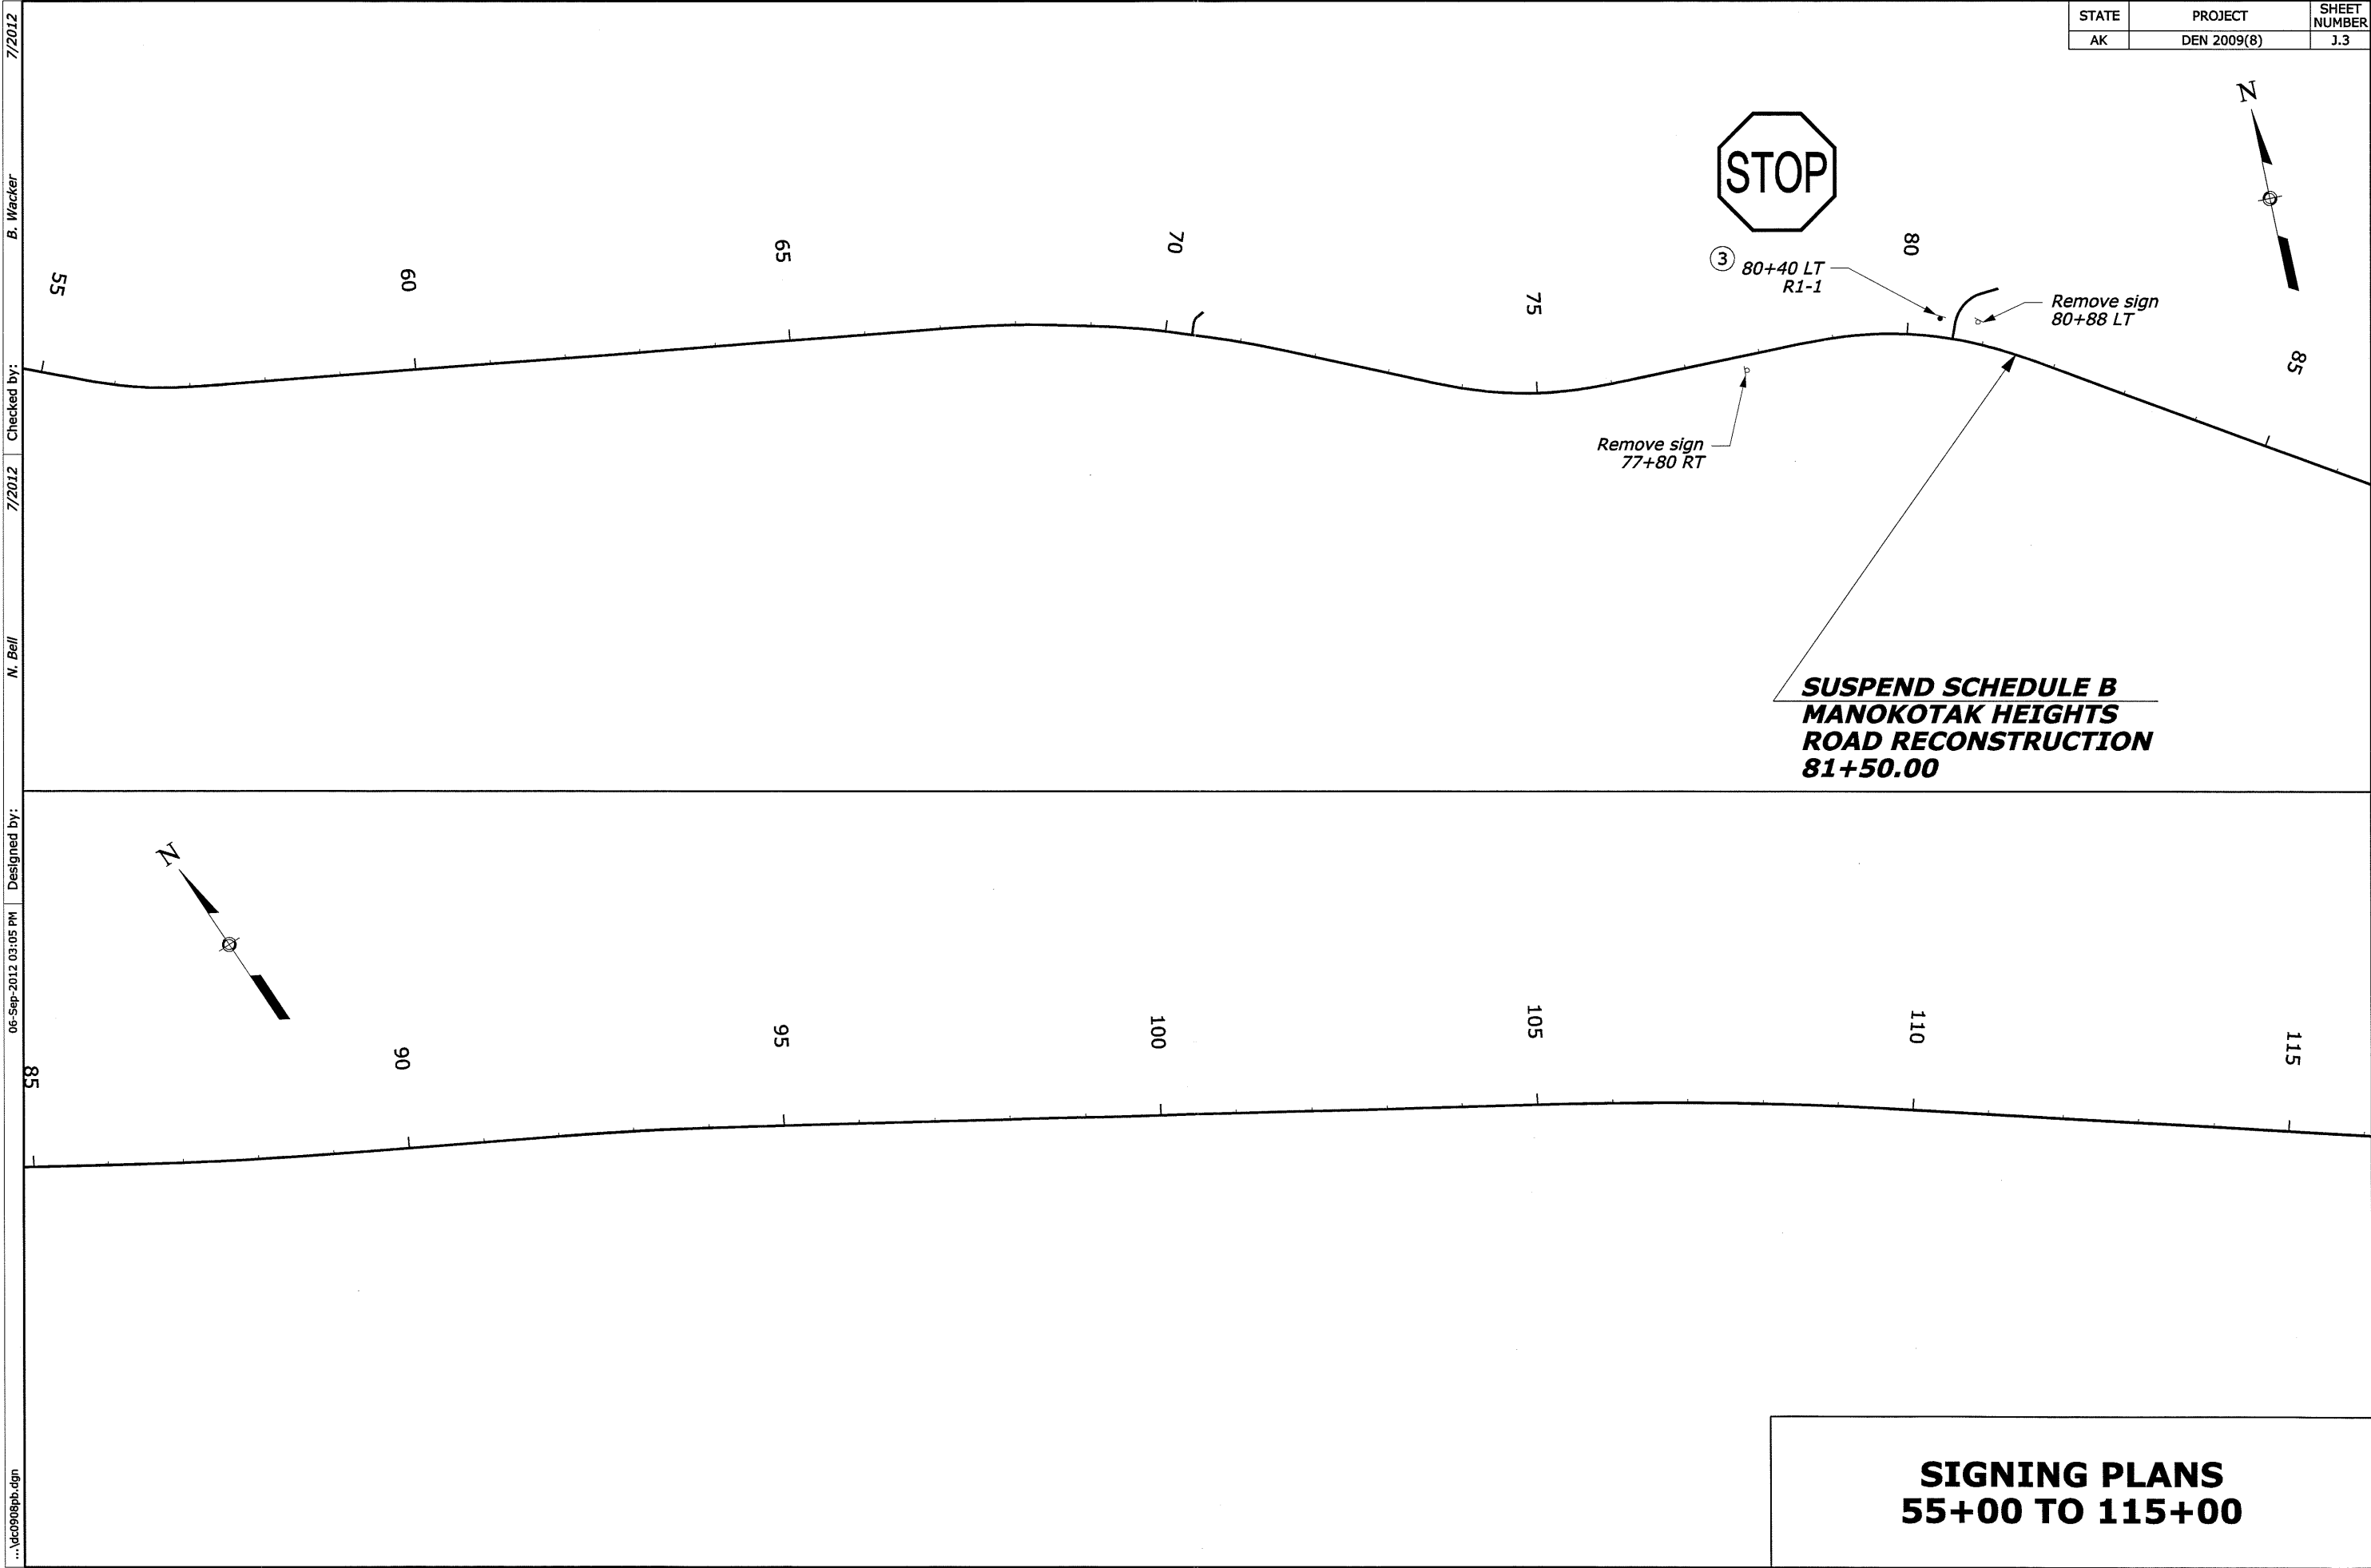 STATE PROJECT SHEET NUMBER
AK DEN 2009(8) J.3
7/2012
B. Wacker
Checked by:
7/2012
N. Bell
Designed by:
06-Sep-2012 03:05 PM
...\dc0908pb.dgn
N
STOP
3 80+40 LT
R1-1
Remove sign
80+88 LT
Remove sign
77+80 RT
55
60
65
70
75
80
85
SUSPEND SCHEDULE B
MANOKOTAK HEIGHTS
ROAD RECONSTRUCTION
81+50.00
N
85
90
95
100
105
110
115
SIGNING PLANS
55+00 TO 115+00